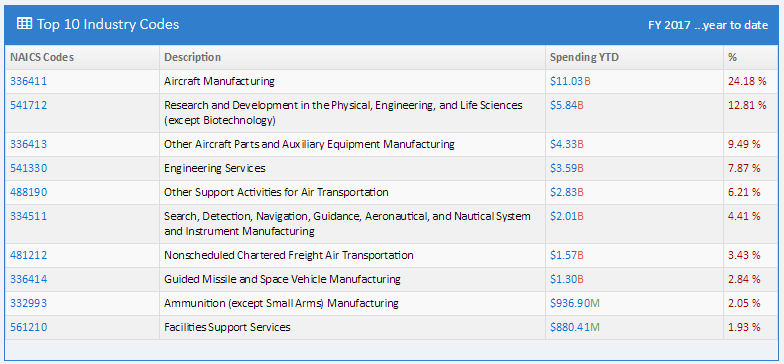 Top 10 Industry Codes FY 2017 ...year to date
NAICS Codes Description Spending YTD %
336411 Aircraft Manufacturing $11.03B 24.18 %
541712 Research and Development in the Physical, Engineering, and Life Sciences $5.84B 12.81 %
(except Biotechnology)
336413 Other Aircraft Parts and Auxiliary Equipment Manufacturing $4.33B 9.49 %
541330 Engineering Services $3.59B 7.87 %
488190 Other Support Activities for Air Transportation $2.83B 6.21 %
334511 Search, Detection, Navigation, Guidance, Aeronautical, and Nautical System $2.01B 4.41 %
and Instrument Manufacturing
481212 Nonscheduled Chartered Freight Air Transportation $1.57B 3.43 %
336414 Guided Missile and Space Vehicle Manufacturing $1.30B 2.84 %
332993 Ammunition (except Small Arms) Manufacturing $936.90M 2.05 %
561210 Facilities Support Services $880.41M 1.93 %